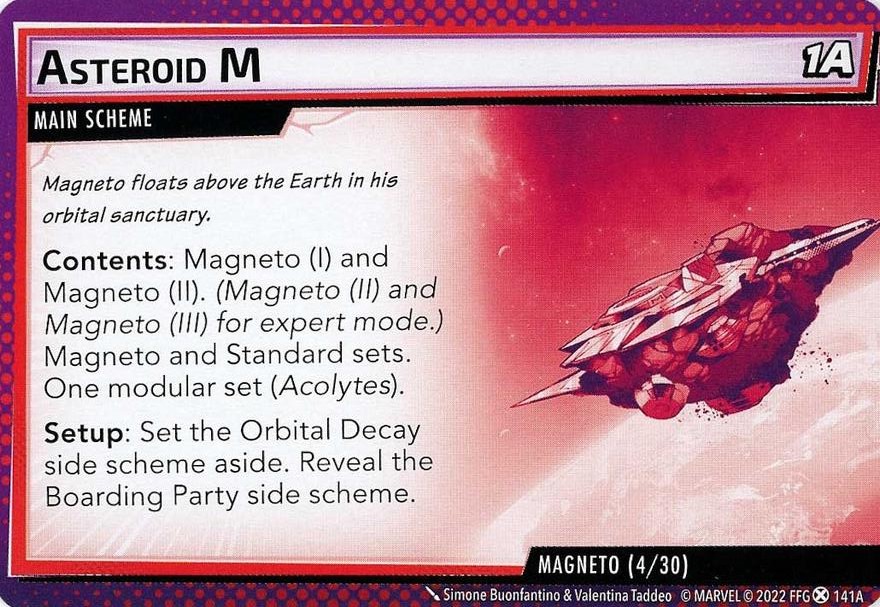 Asteroid M 1A
MAIN SCHEME
Magneto floats above the Earth in his
orbital sanctuary.
Contents: Magneto (I) and
Magneto (II). (Magneto (II) and
Magneto (III) for expert mode.)
Magneto and Standard sets.
One modular set (Acolytes).
Setup: Set the Orbital Decay
side scheme aside. Reveal the
Boarding Party side scheme.
MAGNETO (4/30)
Simone Buonfantino & Valentina Taddeo © MARVEL © 2022 FFG 141A